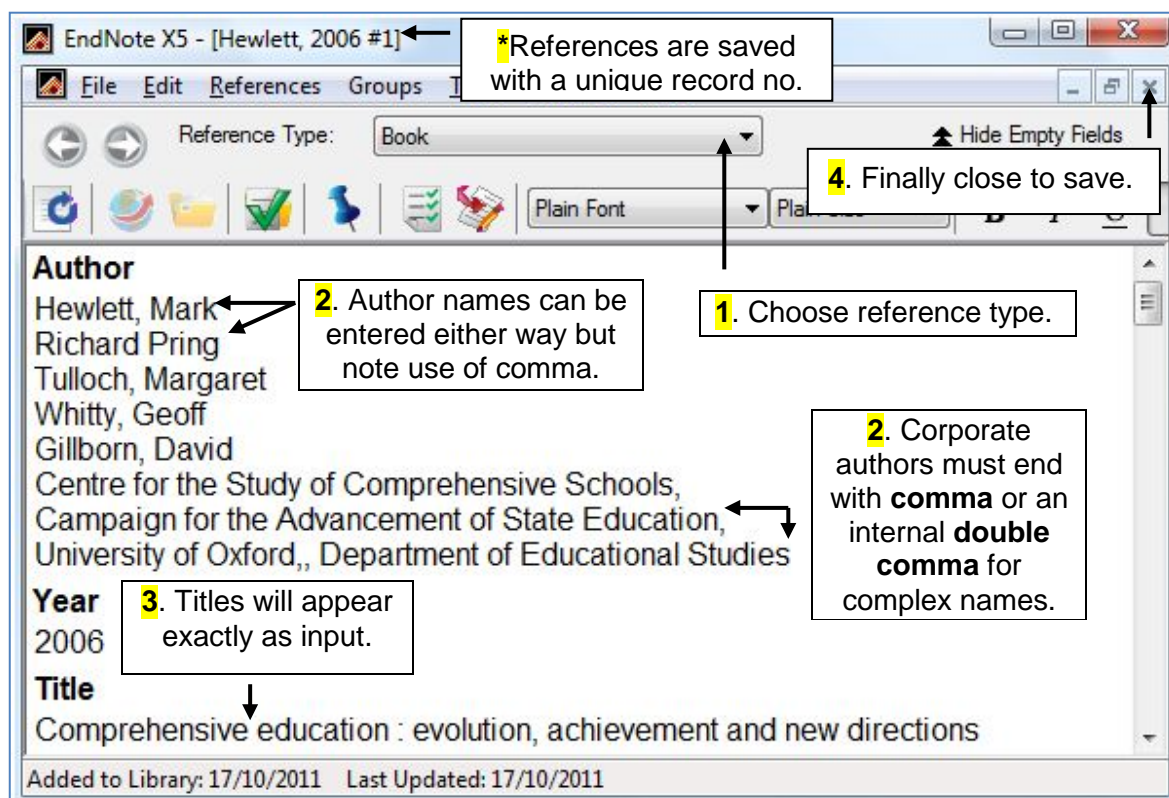 EndNote X5 - [Hewlett, 2006 #1]
*References are saved
with a unique record no.
File Edit References Groups
Reference Type: Book
Hide Empty Fields
4. Finally close to save.
Plain Font
B
Author
Hewlett, Mark
Richard Pring
Tulloch, Margaret
Whitty, Geoff
Gillborn, David
Centre for the Study of Comprehensive Schools,
Campaign for the Advancement of State Education,
University of Oxford,, Department of Educational Studies
2. Author names can be
entered either way but
note use of comma.
1. Choose reference type.
2. Corporate
authors must end
with comma or an
internal double
comma for
complex names.
Year
2006
3. Titles will appear
exactly as input.
Title
Comprehensive education : evolution, achievement and new directions
Added to Library: 17/10/2011 Last Updated: 17/10/2011